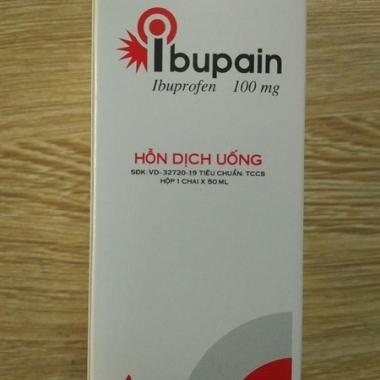 Ibupain
Ibuprofen 100 mg
HỖN DỊCH UỐNG
SĐK: VD-32720-19 TIÊU CHUẨN: TCCS
HỘP 1 CHAI X 50 ML